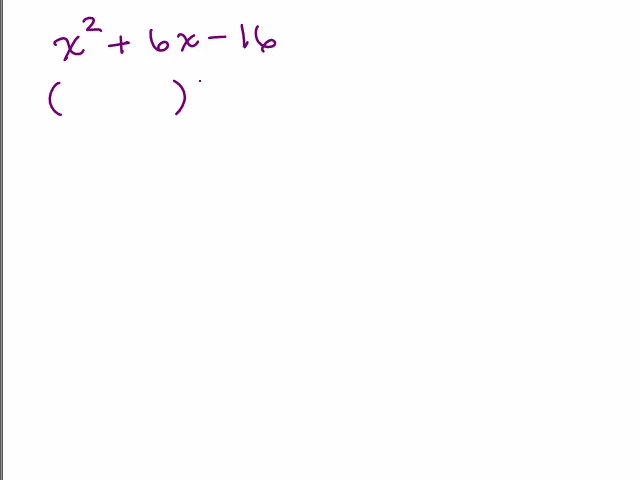 x² + 6x - 16
( )